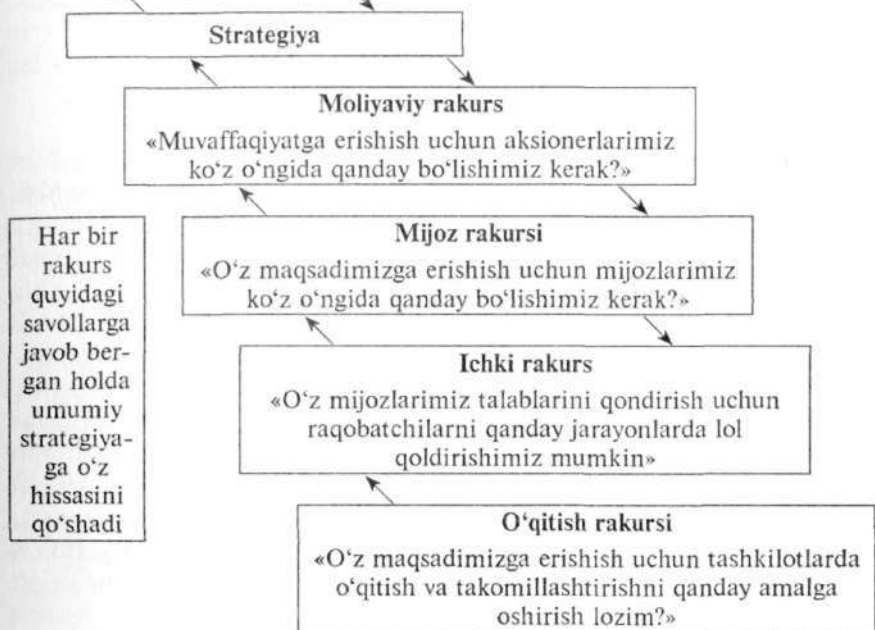 Strategiya
Moliyaviy rakurs
«Muvaffaqiyatga erishish uchun aksionerlarimiz
ko‘z o‘ngida qanday bo‘lishimiz kerak?»
Mijoz rakursi
«O‘z maqsadimizga erishish uchun mijozlarimiz
ko‘z o‘ngida qanday bo‘lishimiz kerak?»
Har bir
rakurs
quyidagi
savollarga
javob ber-
gan holda
umumiy
strategiya-
ga o‘z
hissasini
qo‘shadi
Ichki rakurs
«O‘z mijozlarimiz talablarini qondirish uchun
raqobatchilarni qanday jarayonlarda lol
qoldirishimiz mumkin»
O‘qitish rakursi
«O‘z maqsadimizga erishish uchun tashkilotlarda
o‘qitish va takomillashtirishni qanday amalga
oshirish lozim?»